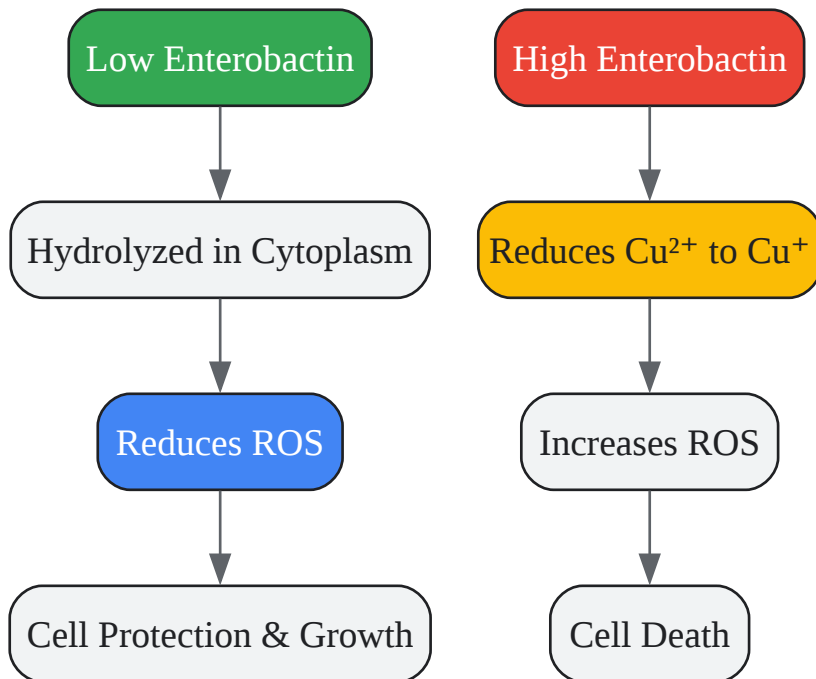 Low Enterobactin
High Enterobactin
Hydrolyzed in Cytoplasm
Reduces Cu²⁺ to Cu⁺
Reduces ROS
Increases ROS
Cell Protection & Growth
Cell Death